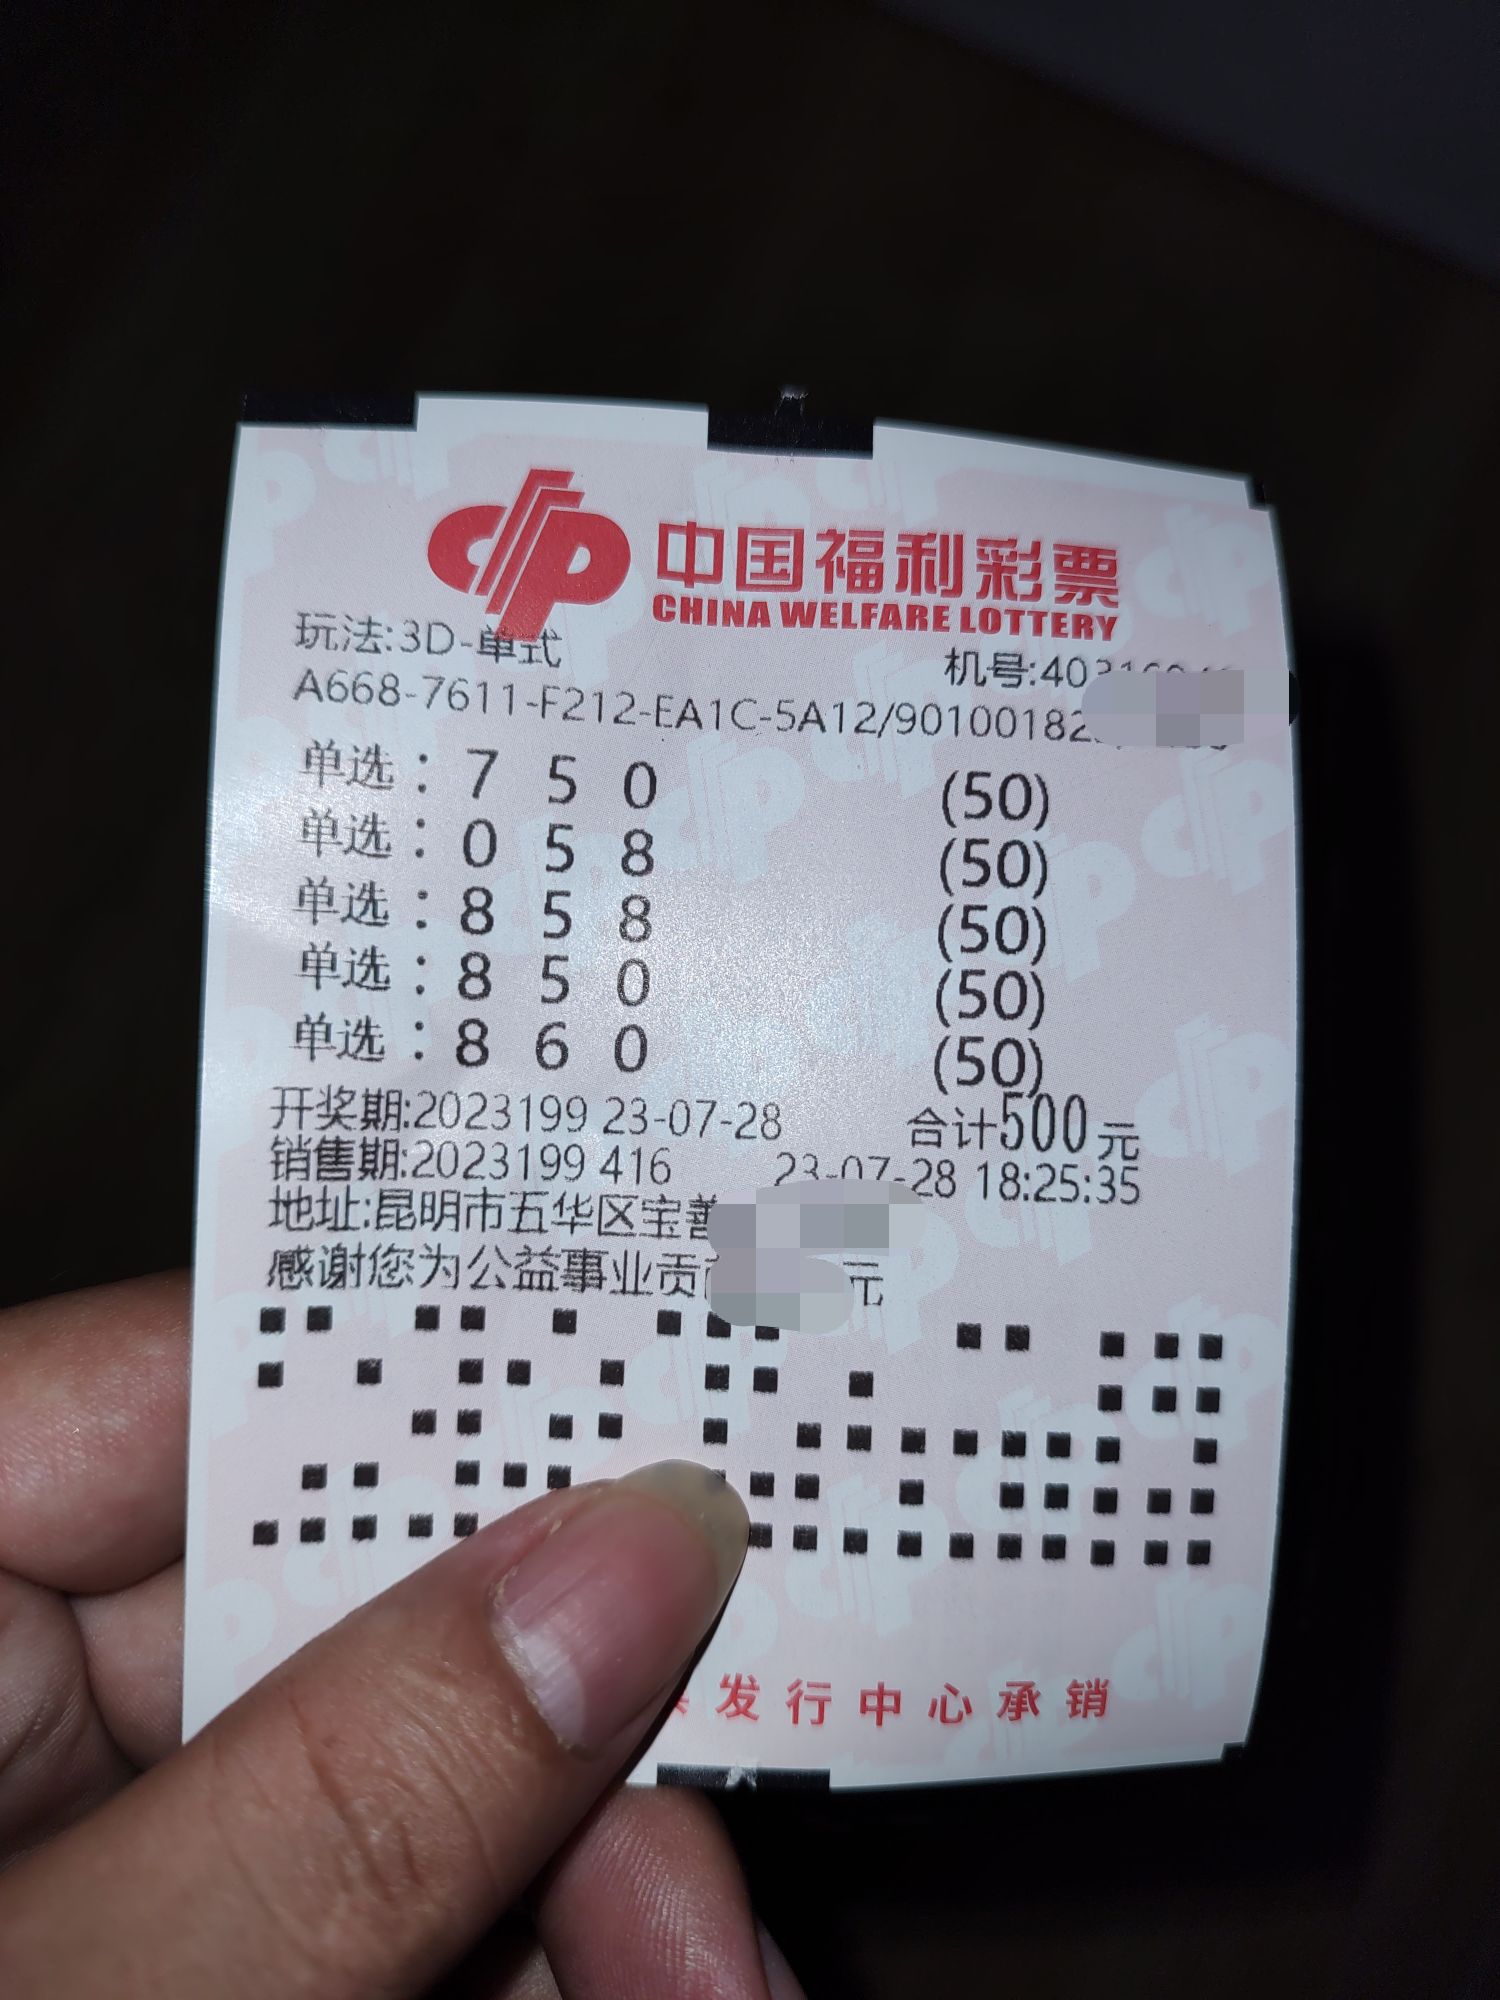 中国福利彩票
CHINA WELFARE LOTTERY
玩法:3D-单式
机号:40
A668-7611-F212-EA1C-5A12/90100182
单选: 7 5 0 (50)
单选: 0 5 8 (50)
单选: 8 5 8 (50)
单选: 8 5 0 (50)
单选: 8 6 0 (50)
开奖期:2023199 23-07-28 合计500元
销售期:2023199 416 23-07-28 18:25:35
地址:昆明市五华区宝善
感谢您为公益事业贡 元
发行中心承销